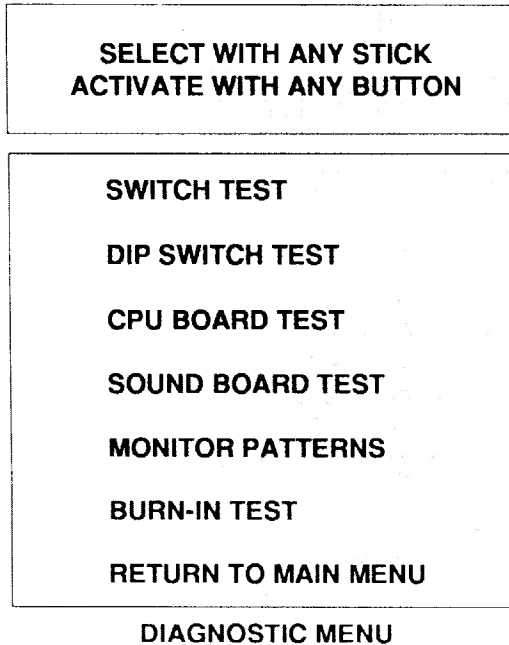 SELECT WITH ANY STICK
ACTIVATE WITH ANY BUTTON
SWITCH TEST
DIP SWITCH TEST
CPU BOARD TEST
SOUND BOARD TEST
MONITOR PATTERNS
BURN-IN TEST
RETURN TO MAIN MENU
DIAGNOSTIC MENU